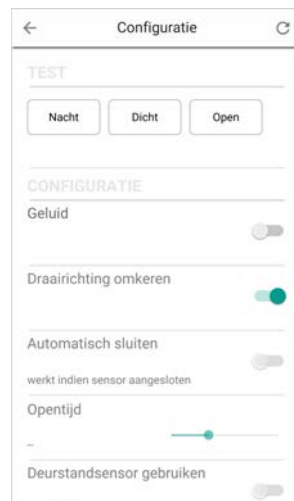 Configuratie
TEST
Nacht Dicht Open
CONFIGURATIE
Geluid
Draairichting omkeren
Automatisch sluiten
werkt indien sensor aangesloten
Opentijd
–
Deurstandsensor gebruiken